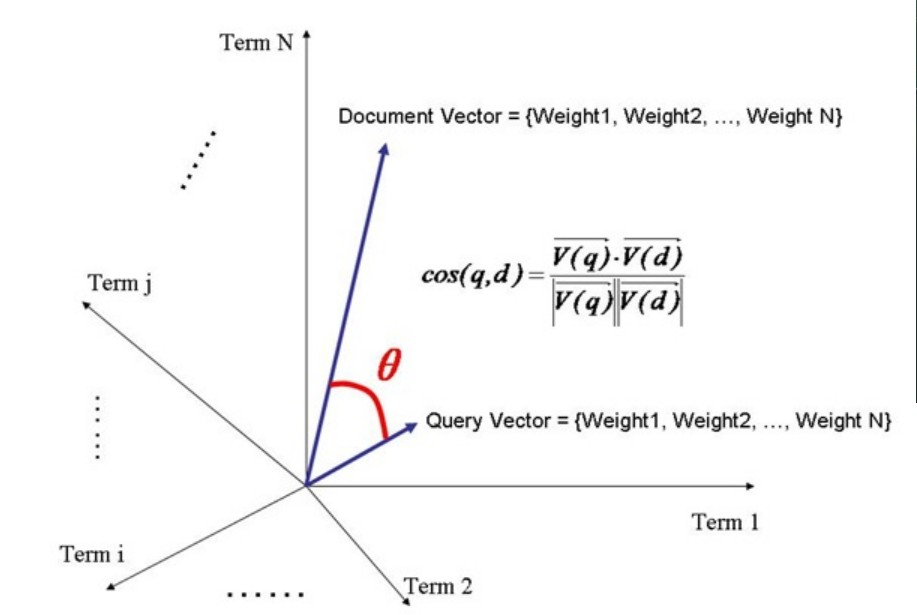 Term N
Document Vector = {Weight1, Weight2, ..., Weight N}
cos(q,d) = V(q)·V(d) / |V(q)||V(d)|
Term j
θ
Query Vector = {Weight1, Weight2, ..., Weight N}
Term 1
Term i
Term 2